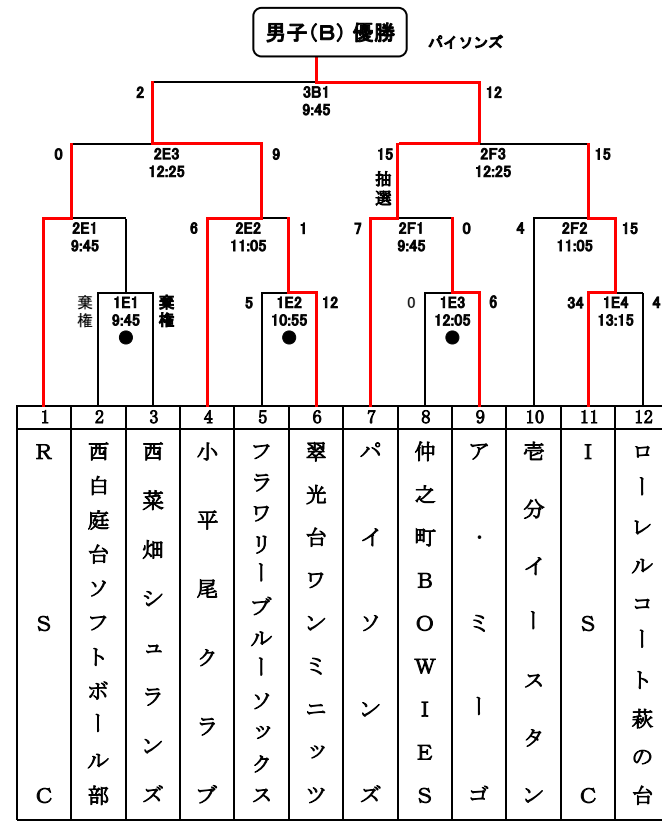 男子(B) 優勝
パイソンズ
2
3B1
9:45
12
0
2E3
12:25
9
15
抽選
2F3
12:25
15
2E1
9:45
6
2E2
11:05
1
7
2F1
9:45
0
4
2F2
11:05
15
棄権
1E1
9:45
●
棄権
5
1E2
10:55
●
12
0
1E3
12:05
●
6
34
1E4
13:15
4
1 2 3 4 5 6 7 8 9 10 11 12
RSC
西白庭台ソフトボール部
西菜畑シュランズ
小平尾クラブ
フラワリーブルーソックス
翠光台ワンミニッツ
パイソンズ
仲之町BOWIES
ア・ミーゴ
壱分イースタン
ISC
ローレルコート萩の台